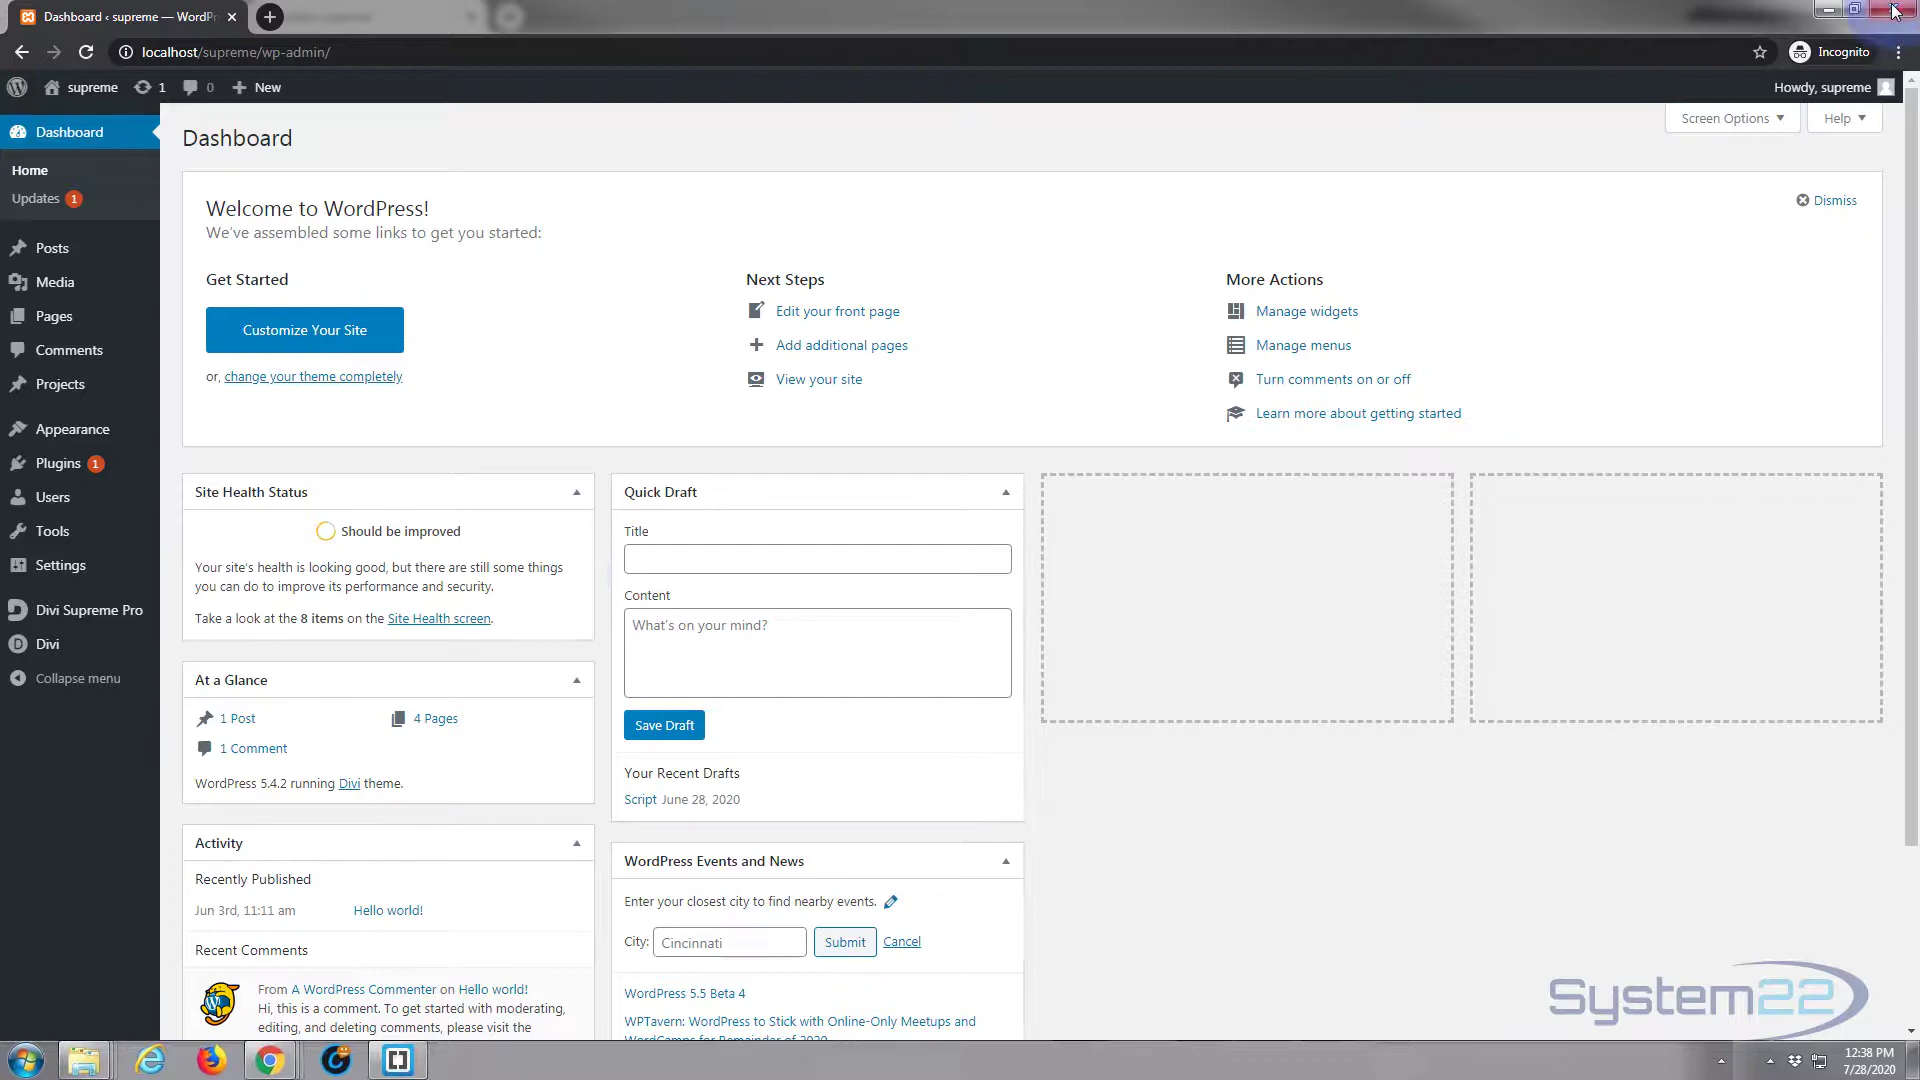 Dashboard ‹ supreme — WordPr
localhost/supreme/wp-admin/
Incognito
supreme
1
0
New
Howdy, supreme
Dashboard
Home
Updates 1
Posts
Media
Pages
Comments
Projects
Appearance
Plugins 1
Users
Tools
Settings
Divi Supreme Pro
Divi
Collapse menu
Dashboard
Screen Options
Help
Welcome to WordPress!
We've assembled some links to get you started:
Dismiss
Get Started
Customize Your Site
or, change your theme completely
Next Steps
Edit your front page
Add additional pages
View your site
More Actions
Manage widgets
Manage menus
Turn comments on or off
Learn more about getting started
Site Health Status
Should be improved
Your site's health is looking good, but there are still some things
you can do to improve its performance and security.
Take a look at the 8 items on the Site Health screen.
At a Glance
1 Post
4 Pages
1 Comment
WordPress 5.4.2 running Divi theme.
Activity
Recently Published
Jun 3rd, 11:11 am
Hello world!
Recent Comments
From A WordPress Commenter on Hello world!
Hi, this is a comment. To get started with moderating,
editing, and deleting comments, please visit the
Quick Draft
Title
Content
What's on your mind?
Save Draft
Your Recent Drafts
Script June 28, 2020
WordPress Events and News
Enter your closest city to find nearby events.
City: Cincinnati Submit Cancel
WordPress 5.5 Beta 4
WPTavern: WordPress to Stick with Online-Only Meetups and
WordCamps for Remainder of 2020
System22
12:38 PM
7/28/2020